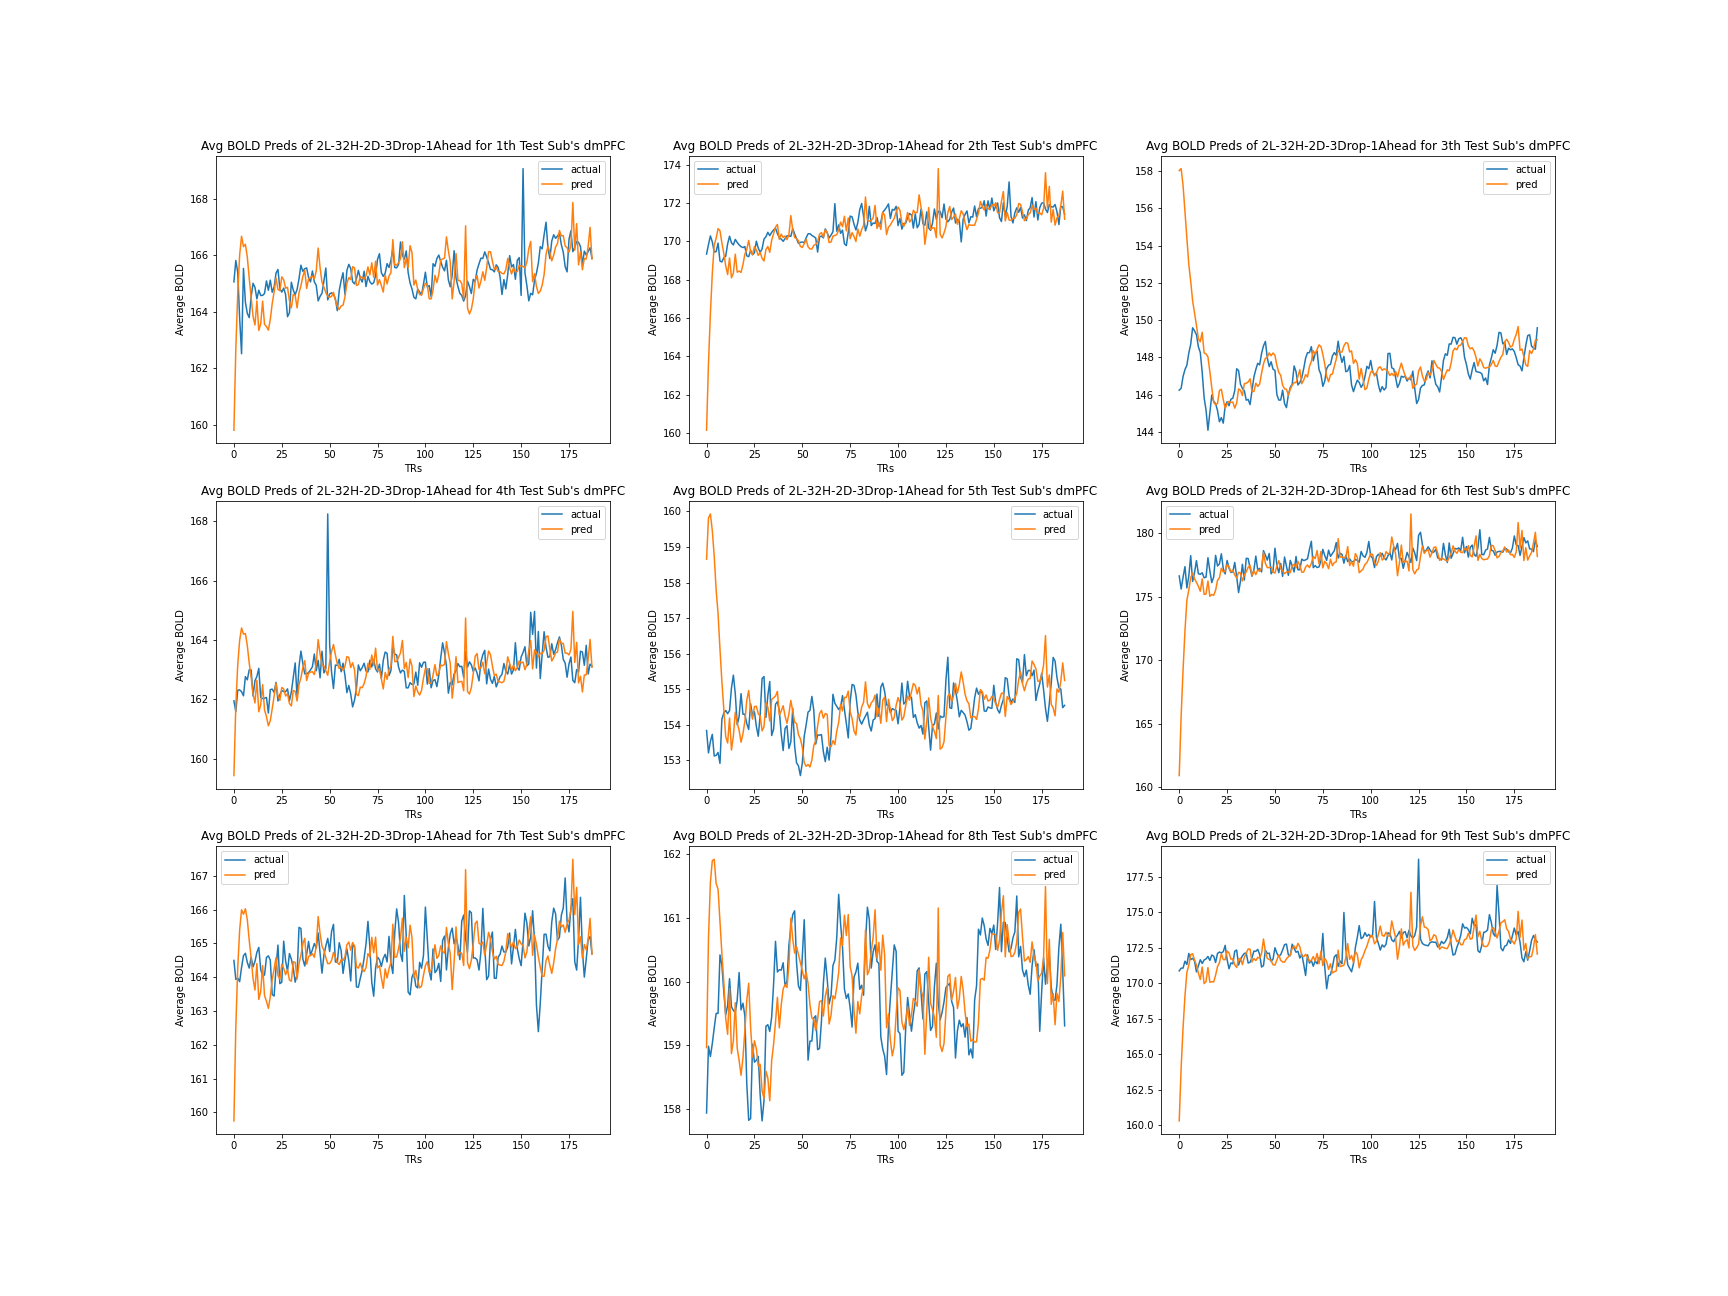 Avg BOLD Preds of 2L-32H-2D-3Drop-1Ahead for 1th Test Sub's dmPFC
actual
pred
168
166
164
162
160
Average BOLD
0 25 50 75 100 125 150 175
TRs
Avg BOLD Preds of 2L-32H-2D-3Drop-1Ahead for 2th Test Sub's dmPFC
actual
pred
174
172
170
168
166
164
162
160
Average BOLD
0 25 50 75 100 125 150 175
TRs
Avg BOLD Preds of 2L-32H-2D-3Drop-1Ahead for 3th Test Sub's dmPFC
actual
pred
158
156
154
152
150
148
146
144
Average BOLD
0 25 50 75 100 125 150 175
TRs
Avg BOLD Preds of 2L-32H-2D-3Drop-1Ahead for 4th Test Sub's dmPFC
actual
pred
168
166
164
162
160
Average BOLD
0 25 50 75 100 125 150 175
TRs
Avg BOLD Preds of 2L-32H-2D-3Drop-1Ahead for 5th Test Sub's dmPFC
actual
pred
160
159
158
157
156
155
154
153
Average BOLD
0 25 50 75 100 125 150 175
TRs
Avg BOLD Preds of 2L-32H-2D-3Drop-1Ahead for 6th Test Sub's dmPFC
actual
pred
180
175
170
165
160
Average BOLD
0 25 50 75 100 125 150 175
TRs
Avg BOLD Preds of 2L-32H-2D-3Drop-1Ahead for 7th Test Sub's dmPFC
actual
pred
167
166
165
164
163
162
161
160
Average BOLD
0 25 50 75 100 125 150 175
TRs
Avg BOLD Preds of 2L-32H-2D-3Drop-1Ahead for 8th Test Sub's dmPFC
actual
pred
162
161
160
159
158
Average BOLD
0 25 50 75 100 125 150 175
TRs
Avg BOLD Preds of 2L-32H-2D-3Drop-1Ahead for 9th Test Sub's dmPFC
actual
pred
177.5
175.0
172.5
170.0
167.5
165.0
162.5
160.0
Average BOLD
0 25 50 75 100 125 150 175
TRs